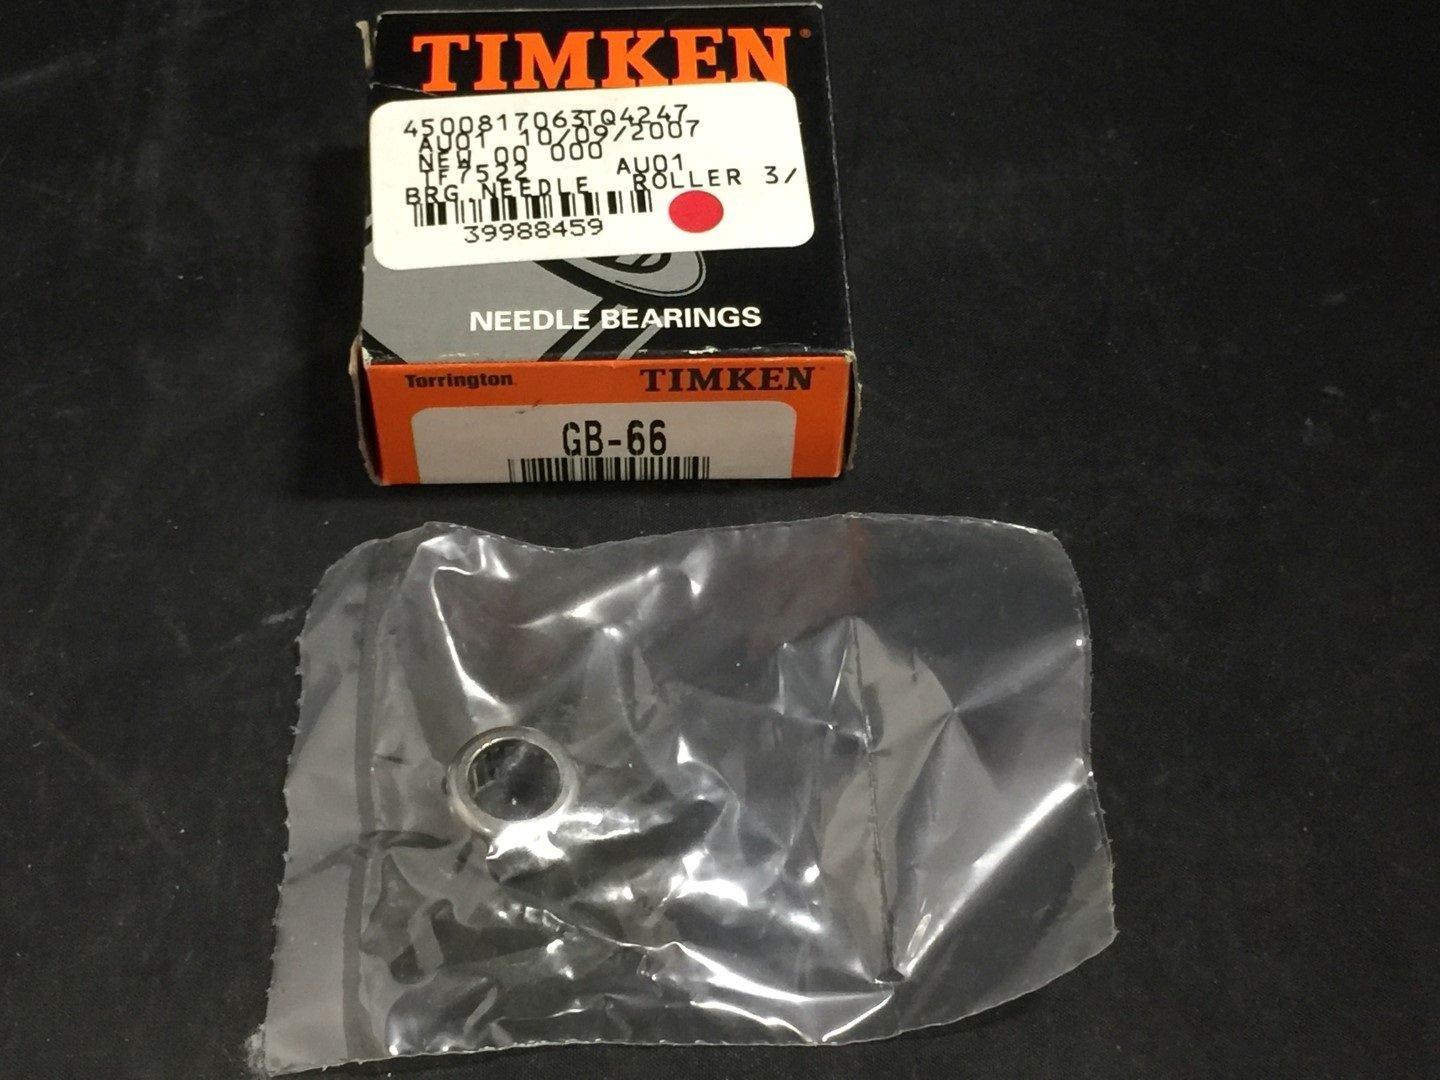 TIMKEN®
4500817063TQ4247
AU01 10/09/2007
NEW 00 000
TF7522 AU01
BRG,NEEDLE ROLLER 3/
39988459
NEEDLE BEARINGS
Torrington TIMKEN
GB-66